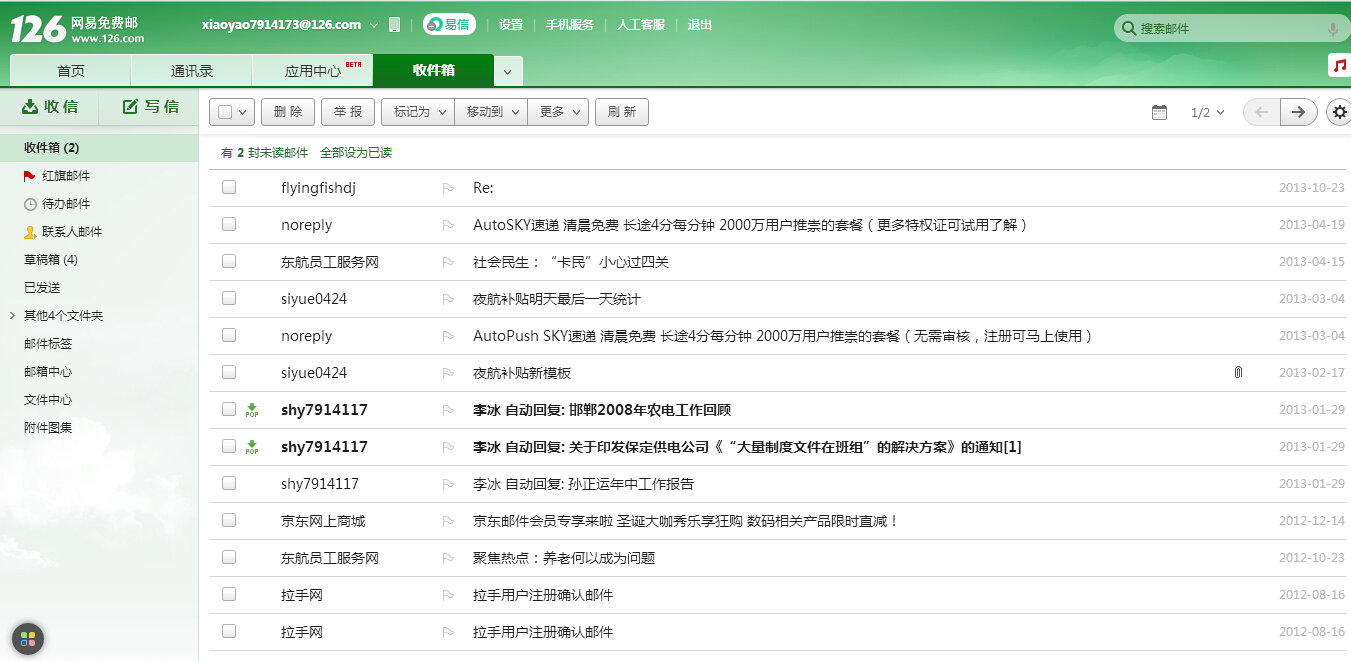 126 网易免费邮 www.126.com xiaoyao7914173@126.com 易信 设置 手机服务 人工客服 退出 搜索邮件
首页 通讯录 应用中心 BETA 收件箱
收信 写信 删除 举报 标记为 移动到 更多 刷新 1/2
收件箱 (2)
红旗邮件
待办邮件
联系人邮件
草稿箱 (4)
已发送
其他4个文件夹
邮件标签
邮箱中心
文件中心
附件图集
有 2 封未读邮件 全部设为已读
flyingfishdj Re: 2013-10-23
noreply AutoSKY速递 清晨免费 长途4分每分钟 2000万用户推崇的套餐（更多特权证可试用了解） 2013-04-19
东航员工服务网 社会民生：“卡民”小心过四关 2013-04-15
siyue0424 夜航补贴明天最后一天统计 2013-03-04
noreply AutoPush SKY速递 清晨免费 长途4分每分钟 2000万用户推崇的套餐（无需审核，注册可马上使用） 2013-03-04
siyue0424 夜航补贴新模板 2013-02-17
POP shy7914117 李冰 自动回复: 邯郸2008年农电工作回顾 2013-01-29
POP shy7914117 李冰 自动回复: 关于印发保定供电公司《“大量制度文件在班组”的解决方案》的通知[1] 2013-01-29
shy7914117 李冰 自动回复: 孙正运年中工作报告 2013-01-29
京东网上商城 京东邮件会员专享来啦 圣诞大咖秀乐享狂购 数码相关产品限时直减！ 2012-12-14
东航员工服务网 聚焦热点：养老何以成为问题 2012-10-23
拉手网 拉手用户注册确认邮件 2012-08-16
拉手网 拉手用户注册确认邮件 2012-08-16